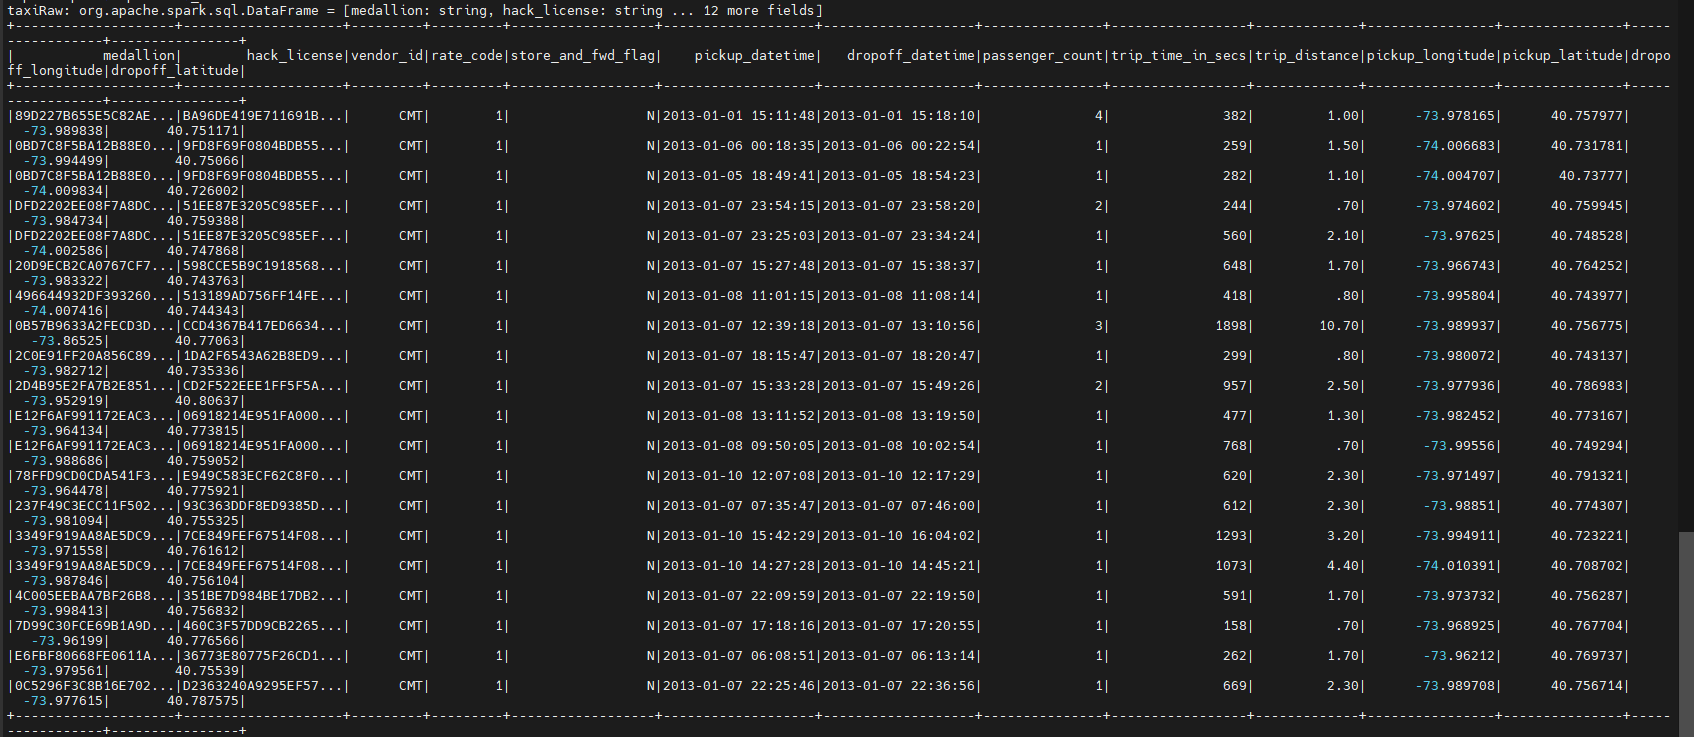 taxiRaw: org.apache.spark.sql.DataFrame = [medallion: string, hack_license: string ... 12 more fields]
+--------------------+--------------------+---------+---------+------------------+-------------------+-------------------+---------------+-----------------+-------------+----------------+---------------+-----
------------+----------------+
|           medallion|        hack_license|vendor_id|rate_code|store_and_fwd_flag|    pickup_datetime|   dropoff_datetime|passenger_count|trip_time_in_secs|trip_distance|pickup_longitude|pickup_latitude|dropo
ff_longitude|dropoff_latitude|
+--------------------+--------------------+---------+---------+------------------+-------------------+-------------------+---------------+-----------------+-------------+----------------+---------------+-----
------------+----------------+
|89D227B655E5C82AE...|BA96DE419E711691B...|      CMT|        1|                 N|2013-01-01 15:11:48|2013-01-01 15:18:10|              4|              382|         1.00|      -73.978165|      40.757977|
  -73.989838|       40.751171|
|0BD7C8F5BA12B88E0...|9FD8F69F0804BDB55...|      CMT|        1|                 N|2013-01-06 00:18:35|2013-01-06 00:22:54|              1|              259|         1.50|      -74.006683|      40.731781|
  -73.994499|        40.75066|
|0BD7C8F5BA12B88E0...|9FD8F69F0804BDB55...|      CMT|        1|                 N|2013-01-05 18:49:41|2013-01-05 18:54:23|              1|              282|         1.10|      -74.004707|       40.73777|
  -74.009834|       40.726002|
|DFD2202EE08F7A8DC...|51EE87E3205C985EF...|      CMT|        1|                 N|2013-01-07 23:54:15|2013-01-07 23:58:20|              2|              244|          .70|      -73.974602|      40.759945|
  -73.984734|       40.759388|
|DFD2202EE08F7A8DC...|51EE87E3205C985EF...|      CMT|        1|                 N|2013-01-07 23:25:03|2013-01-07 23:34:24|              1|              560|         2.10|       -73.97625|      40.748528|
  -74.002586|       40.747868|
|20D9ECB2CA0767CF7...|598CCE5B9C1918568...|      CMT|        1|                 N|2013-01-07 15:27:48|2013-01-07 15:38:37|              1|              648|         1.70|      -73.966743|      40.764252|
  -73.983322|       40.743763|
|496644932DF393260...|513189AD756FF14FE...|      CMT|        1|                 N|2013-01-08 11:01:15|2013-01-08 11:08:14|              1|              418|          .80|      -73.995804|      40.743977|
  -74.007416|       40.744343|
|0B57B9633A2FECD3D...|CCD4367B417ED6634...|      CMT|        1|                 N|2013-01-07 12:39:18|2013-01-07 13:10:56|              3|             1898|        10.70|      -73.989937|      40.756775|
   -73.86525|        40.77063|
|2C0E91FF20A856C89...|1DA2F6543A62B8ED9...|      CMT|        1|                 N|2013-01-07 18:15:47|2013-01-07 18:20:47|              1|              299|          .80|      -73.980072|      40.743137|
  -73.982712|       40.735336|
|2D4B95E2FA7B2E851...|CD2F522EEE1FF5F5A...|      CMT|        1|                 N|2013-01-07 15:33:28|2013-01-07 15:49:26|              2|              957|         2.50|      -73.977936|      40.786983|
  -73.952919|        40.80637|
|E12F6AF991172EAC3...|06918214E951FA000...|      CMT|        1|                 N|2013-01-08 13:11:52|2013-01-08 13:19:50|              1|              477|         1.30|      -73.982452|      40.773167|
  -73.964134|       40.773815|
|E12F6AF991172EAC3...|06918214E951FA000...|      CMT|        1|                 N|2013-01-08 09:50:05|2013-01-08 10:02:54|              1|              768|          .70|       -73.99556|      40.749294|
  -73.988686|       40.759052|
|78FFD9CD0CDA541F3...|E949C583ECF62C8F0...|      CMT|        1|                 N|2013-01-10 12:07:08|2013-01-10 12:17:29|              1|              620|         2.30|      -73.971497|      40.791321|
  -73.964478|       40.775921|
|237F49C3ECC11F502...|93C363DDF8ED9385D...|      CMT|        1|                 N|2013-01-07 07:35:47|2013-01-07 07:46:00|              1|              612|         2.30|       -73.98851|      40.774307|
  -73.981094|       40.755325|
|3349F919AA8AE5DC9...|7CE849FEF67514F08...|      CMT|        1|                 N|2013-01-10 15:42:29|2013-01-10 16:04:02|              1|             1293|         3.20|      -73.994911|      40.723221|
  -73.971558|       40.761612|
|3349F919AA8AE5DC9...|7CE849FEF67514F08...|      CMT|        1|                 N|2013-01-10 14:27:28|2013-01-10 14:45:21|              1|             1073|         4.40|      -74.010391|      40.708702|
  -73.987846|       40.756104|
|4C005EEBAA7BF26B8...|351BE7D984BE17DB2...|      CMT|        1|                 N|2013-01-07 22:09:59|2013-01-07 22:19:50|              1|              591|         1.70|      -73.973732|      40.756287|
  -73.998413|       40.756832|
|7D99C30FCE69B1A9D...|460C3F57DD9CB2265...|      CMT|        1|                 N|2013-01-07 17:18:16|2013-01-07 17:20:55|              1|              158|          .70|      -73.968925|      40.767704|
   -73.96199|       40.776566|
|E6FBF80668FE0611A...|36773E80775F26CD1...|      CMT|        1|                 N|2013-01-07 06:08:51|2013-01-07 06:13:14|              1|              262|         1.70|       -73.96212|      40.769737|
  -73.979561|        40.75539|
|0C5296F3C8B16E702...|D2363240A9295EF57...|      CMT|        1|                 N|2013-01-07 22:25:46|2013-01-07 22:36:56|              1|              669|         2.30|      -73.989708|      40.756714|
  -73.977615|       40.787575|
+--------------------+--------------------+---------+---------+------------------+-------------------+-------------------+---------------+-----------------+-------------+----------------+---------------+-----
------------+----------------+